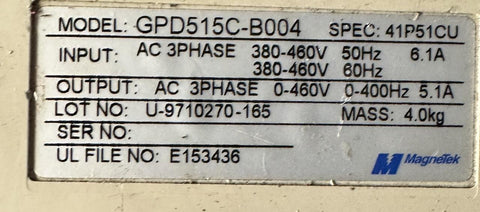 MODEL: GPD515C-B004 SPEC: 41P51CU
INPUT: AC 3PHASE 380-460V 50Hz 6.1A
380-460V 60Hz
OUTPUT: AC 3PHASE 0-460V 0-400Hz 5.1A
LOT NO: U-9710270-165 MASS: 4.0kg
SER NO:
UL FILE NO: E153436
MagneTek